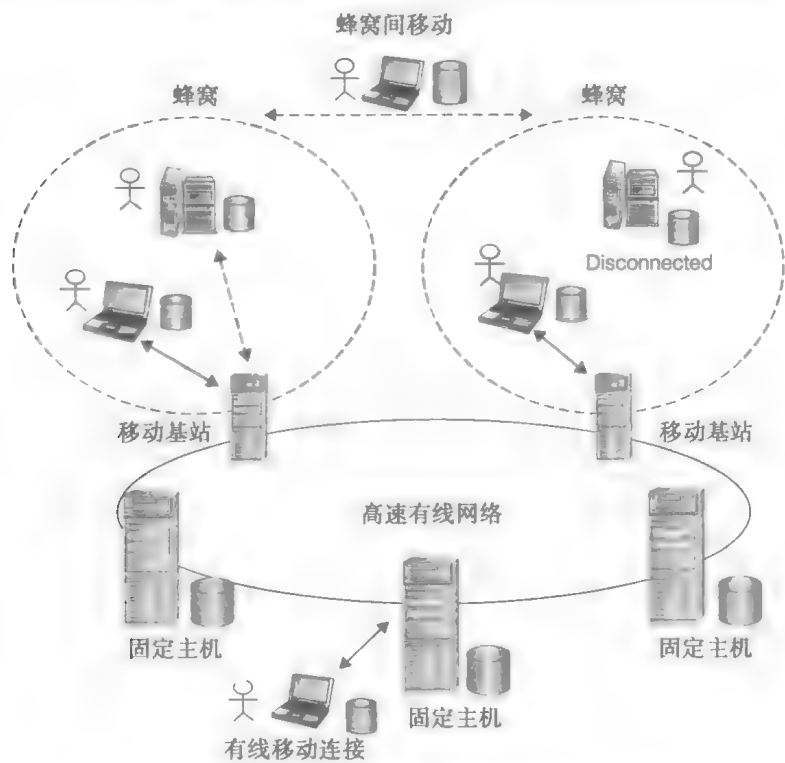 蜂窝间移动
蜂窝
蜂窝
Disconnected
移动基站
移动基站
高速有线网络
固定主机
固定主机
固定主机
有线移动连接